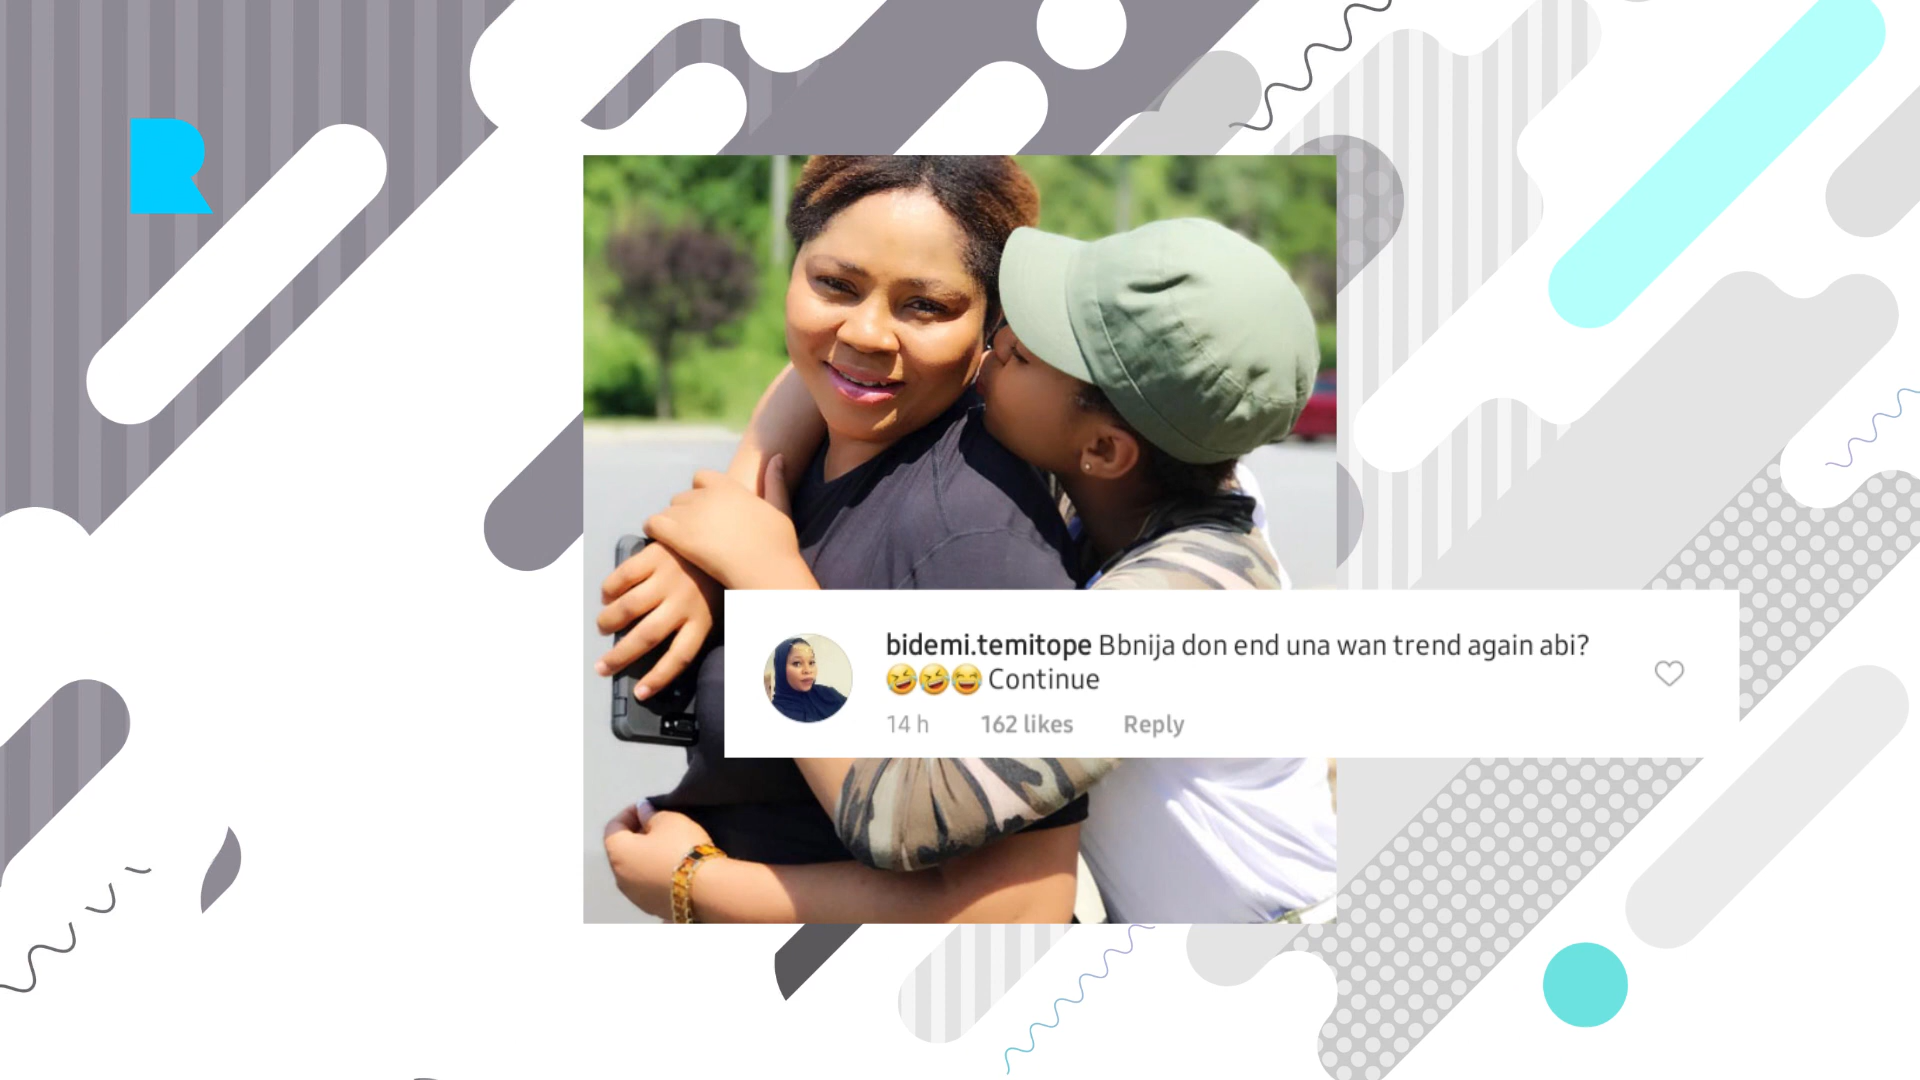 R
bidemi.temitope Bbnija don end una wan trend again abi?
🤣🤣😂 Continue
14 h 162 likes Reply